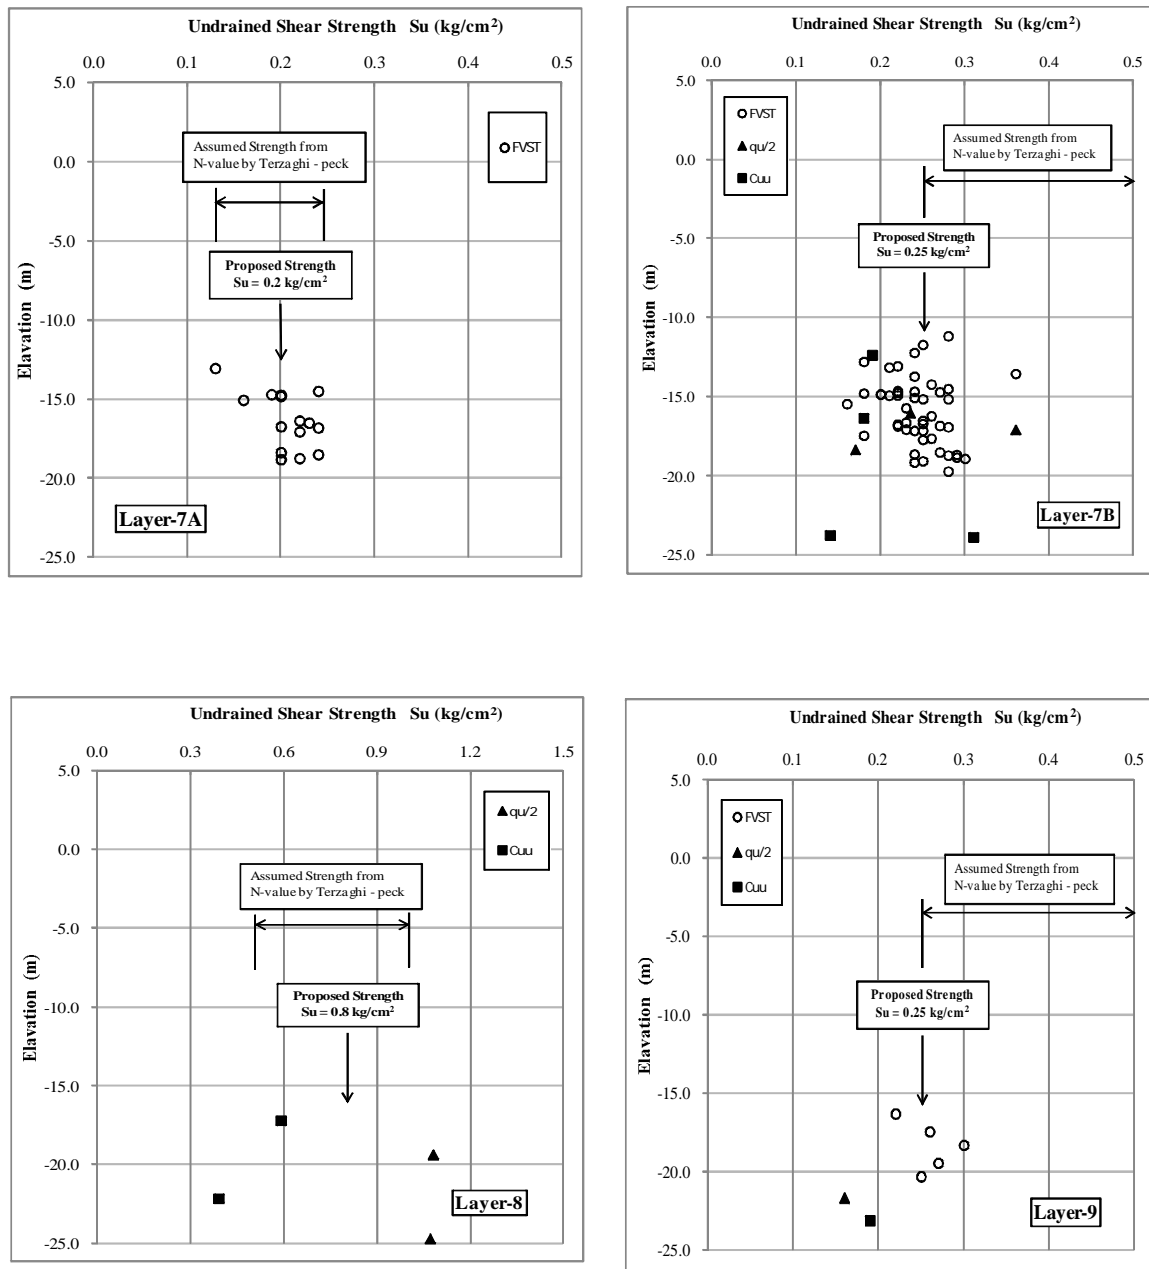 Undrained Shear Strength Su (kg/cm²)
0.0 0.1 0.2 0.3 0.4 0.5
5.0
0.0
-5.0
-10.0
-15.0
-20.0
-25.0
Elavation (m)
Assumed Strength from
N-value by Terzaghi - peck
FVST
Proposed Strength
Su = 0.2 kg/cm²
Layer-7A
Undrained Shear Strength Su (kg/cm²)
0.0 0.1 0.2 0.3 0.4 0.5
5.0
0.0
-5.0
-10.0
-15.0
-20.0
-25.0
Elavation (m)
FVST
qu/2
Cuu
Assumed Strength from
N-value by Terzaghi - peck
Proposed Strength
Su = 0.25 kg/cm²
Layer-7B
Undrained Shear Strength Su (kg/cm²)
0.0 0.3 0.6 0.9 1.2 1.5
5.0
0.0
-5.0
-10.0
-15.0
-20.0
-25.0
Elavation (m)
qu/2
Cuu
Assumed Strength from
N-value by Terzaghi - peck
Proposed Strength
Su = 0.8 kg/cm²
Layer-8
Undrained Shear Strength Su (kg/cm²)
0.0 0.2 0.3 0.4 0.5
5.0
0.0
-5.0
-10.0
-15.0
-20.0
-25.0
Elavation (m)
FVST
qu/2
Cuu
Assumed Strength from
N-value by Terzaghi - peck
Proposed Strength
Su = 0.25 kg/cm²
Layer-9